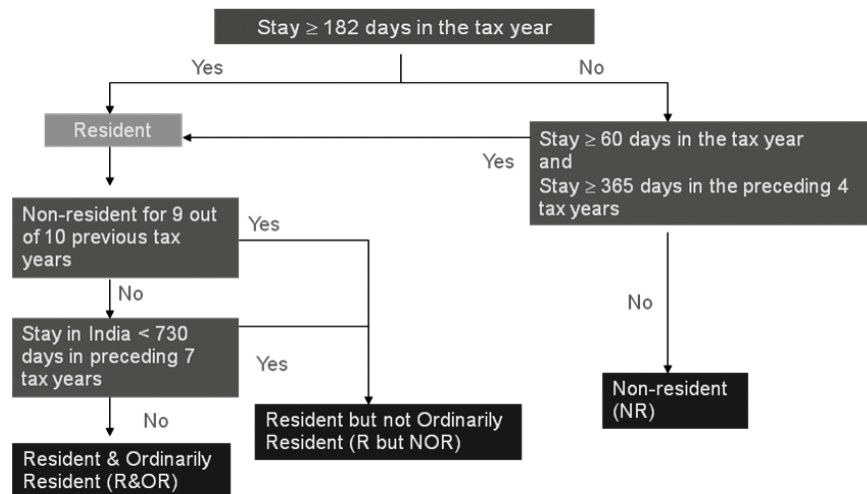 Stay ≥ 182 days in the tax year
Yes
No
Resident
Yes
Stay ≥ 60 days in the tax year
and
Stay ≥ 365 days in the preceding 4
tax years
Non-resident for 9 out
of 10 previous tax
years
Yes
No
No
Stay in India < 730
days in preceding 7
tax years
Yes
No
Resident & Ordinarily
Resident (R&OR)
Resident but not Ordinarily
Resident (R but NOR)
Non-resident
(NR)